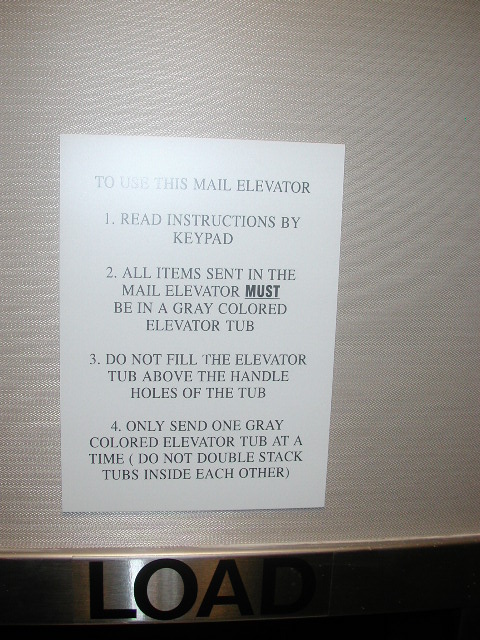 TO USE THIS MAIL ELEVATOR
1. READ INSTRUCTIONS BY
KEYPAD
2. ALL ITEMS SENT IN THE
MAIL ELEVATOR MUST
BE IN A GRAY COLORED
ELEVATOR TUB
3. DO NOT FILL THE ELEVATOR
TUB ABOVE THE HANDLE
HOLES OF THE TUB
4. ONLY SEND ONE GRAY
COLORED ELEVATOR TUB AT A
TIME ( DO NOT DOUBLE STACK
TUBS INSIDE EACH OTHER)
LOAD